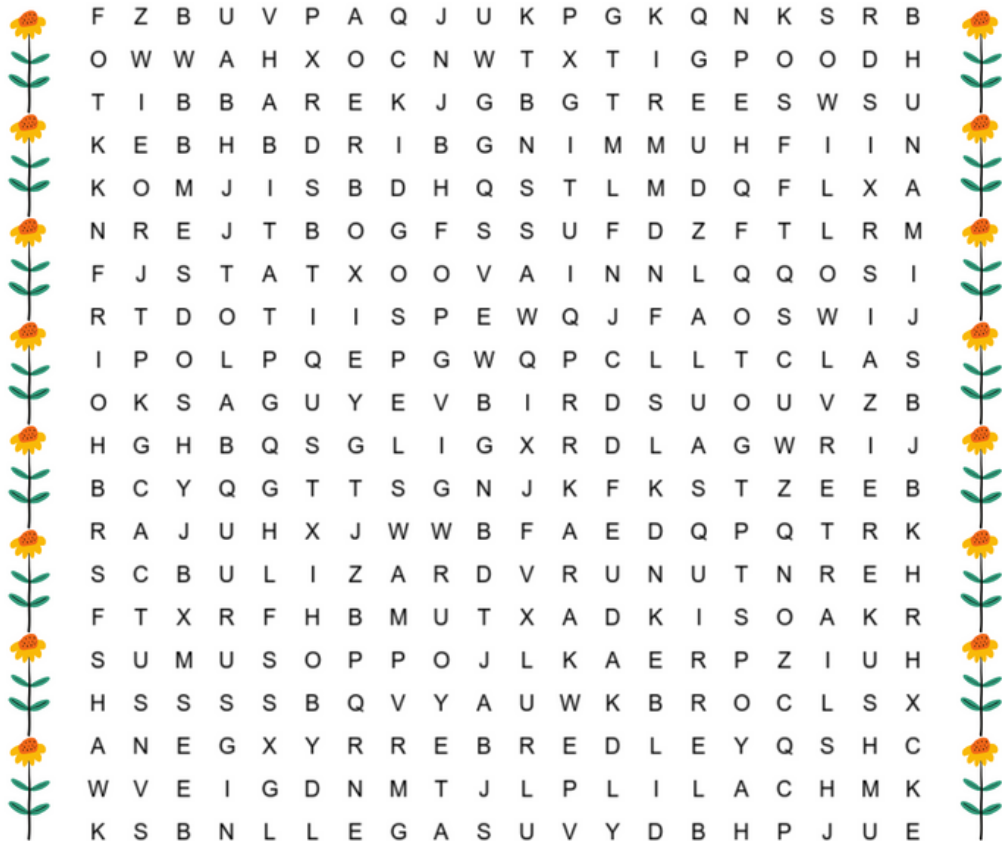 F Z B U V P A Q J U K P G K Q N K S R B
O W W A H X O C N W T X T I G P O O D H
T I B B A R E K J G B G T R E E S W S U
K E B H B D R I B G N I M M U H F I I N
K O M J I S B D H Q S T L M D Q F L X A
N R E J T B O G F S S U F D Z F T L R M
F J S T A T X O O V A I N N L Q Q O S I
R T D O T I I S P E W Q J F A O S W I J
I P O L P Q E P G W Q P C L L T C L A S
O K S A G U Y E V B I R D S U O U V Z B
H G H B Q S G L I G X R D L A G W R I J
B C Y Q G T T S G N J K F K S T Z E E B
R A J U H X J W W B F A E D Q P Q T R K
S C B U L I Z A R D V R U N U T N R E H
F T X R F H B M U T X A D K I S O A K R
S U M U S O P P O J L K A E R P Z I U H
H S S S S B Q V Y A U W K B R O C L S X
A N E G X Y R R E B R E D L E Y Q S H C
W V E I G D N M T J L P L I L A C H M K
K S B N L L E G A S U V Y D B H P J U E